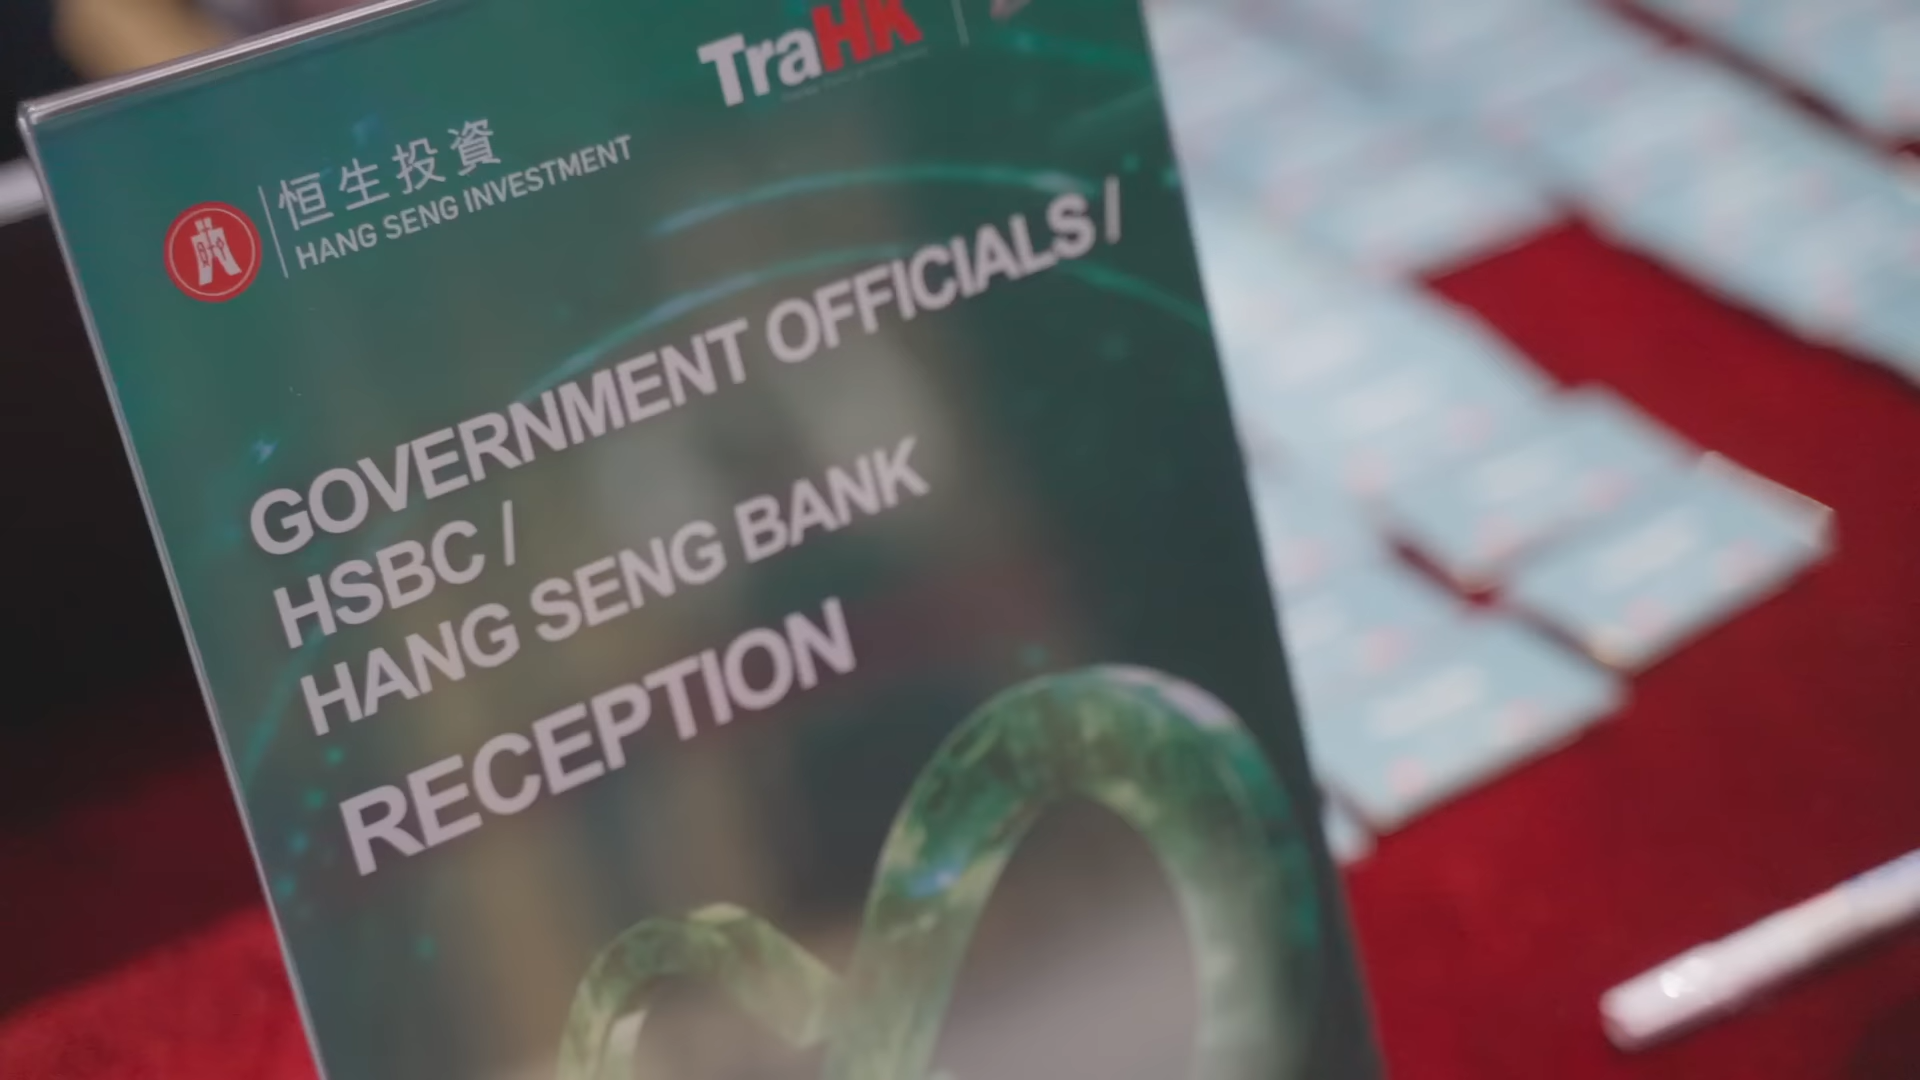 TraHK
恒生投資
HANG SENG INVESTMENT
GOVERNMENT OFFICIALS /
HSBC /
HANG SENG BANK
RECEPTION